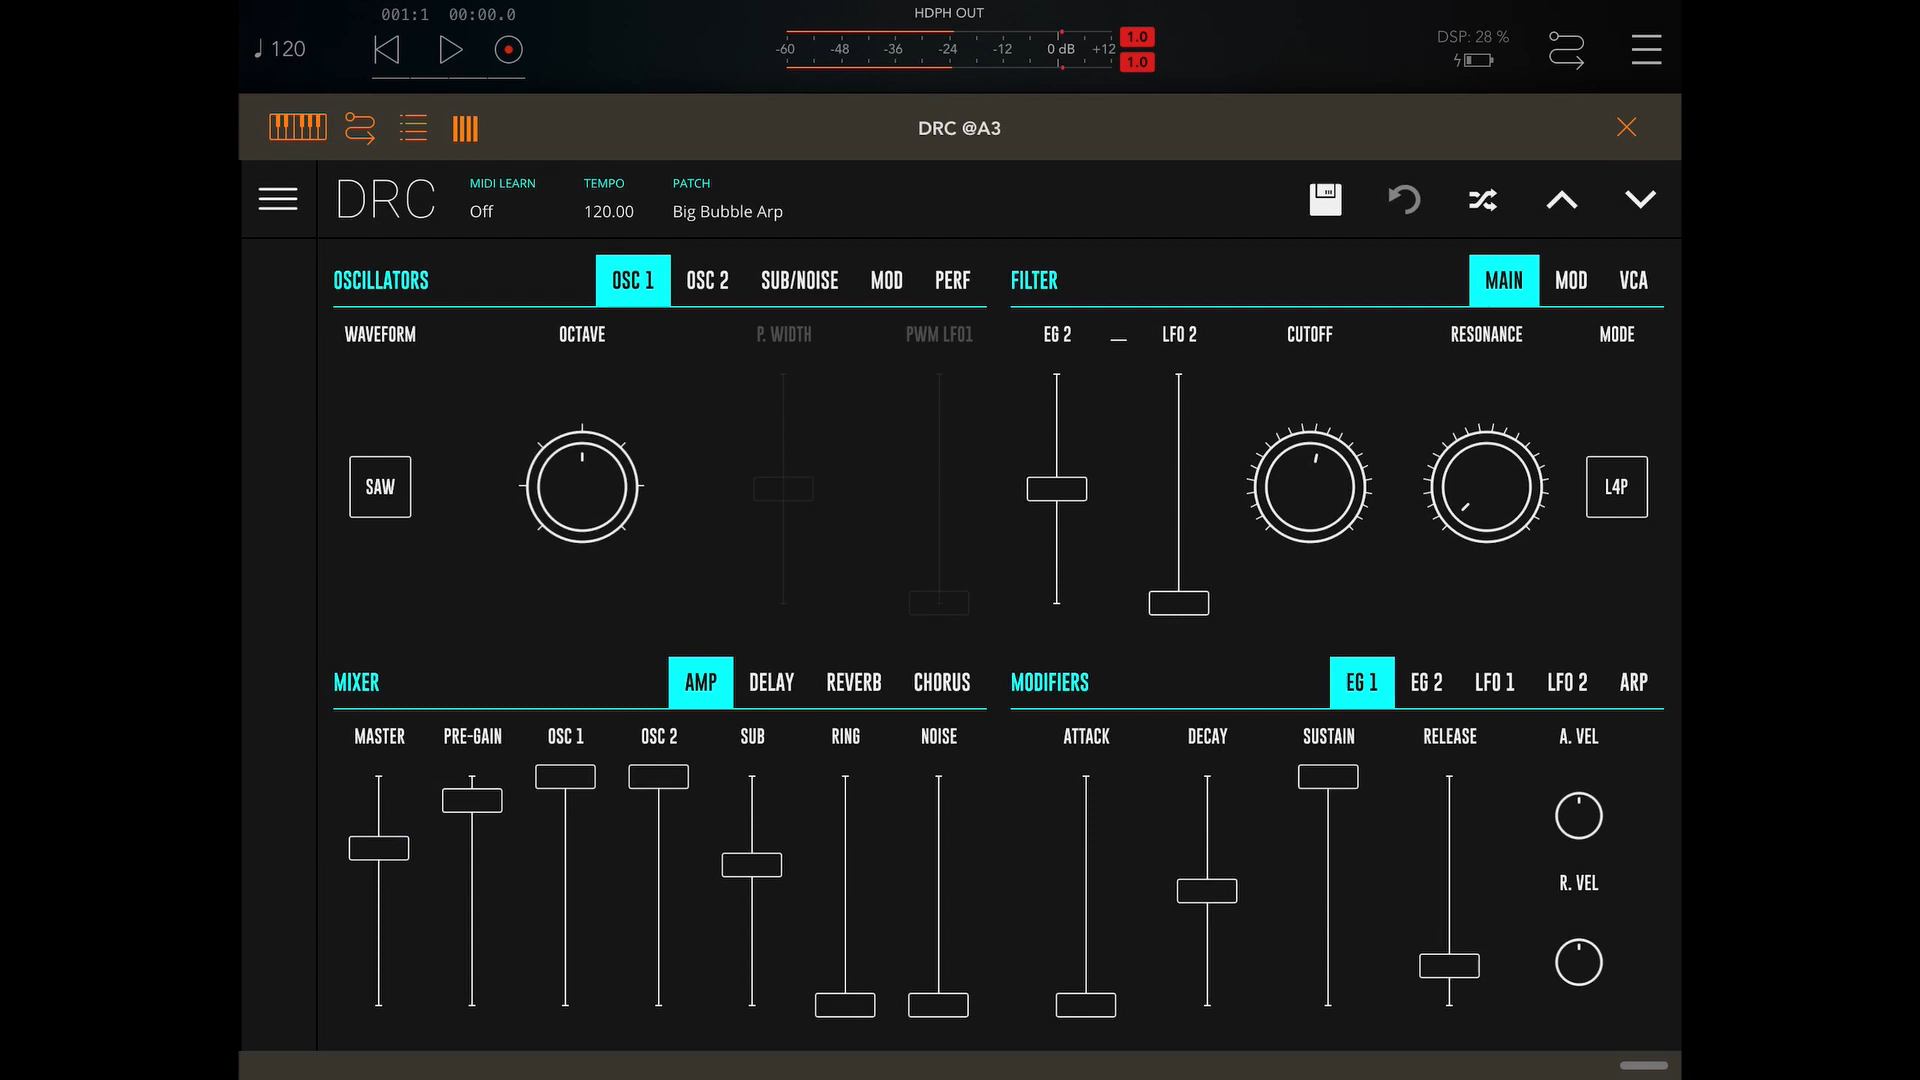 001:1 00:00.0
120
HDPH OUT
-60 -48 -36 -24 -12 0 dB +12
1.0
1.0
DSP: 28 %
DRC @A3
DRC
MIDI LEARN TEMPO PATCH
Off 120.00 Big Bubble Arp
OSCILLATORS OSC 1 OSC 2 SUB/NOISE MOD PERF
WAVEFORM OCTAVE P. WIDTH PWM LFO1
SAW
FILTER MAIN MOD VCA
EG 2 LFO 2 CUTOFF RESONANCE MODE
L4P
MIXER AMP DELAY REVERB CHORUS
MASTER PRE-GAIN OSC 1 OSC 2 SUB RING NOISE
MODIFIERS EG 1 EG 2 LFO 1 LFO 2 ARP
ATTACK DECAY SUSTAIN RELEASE A. VEL
R. VEL